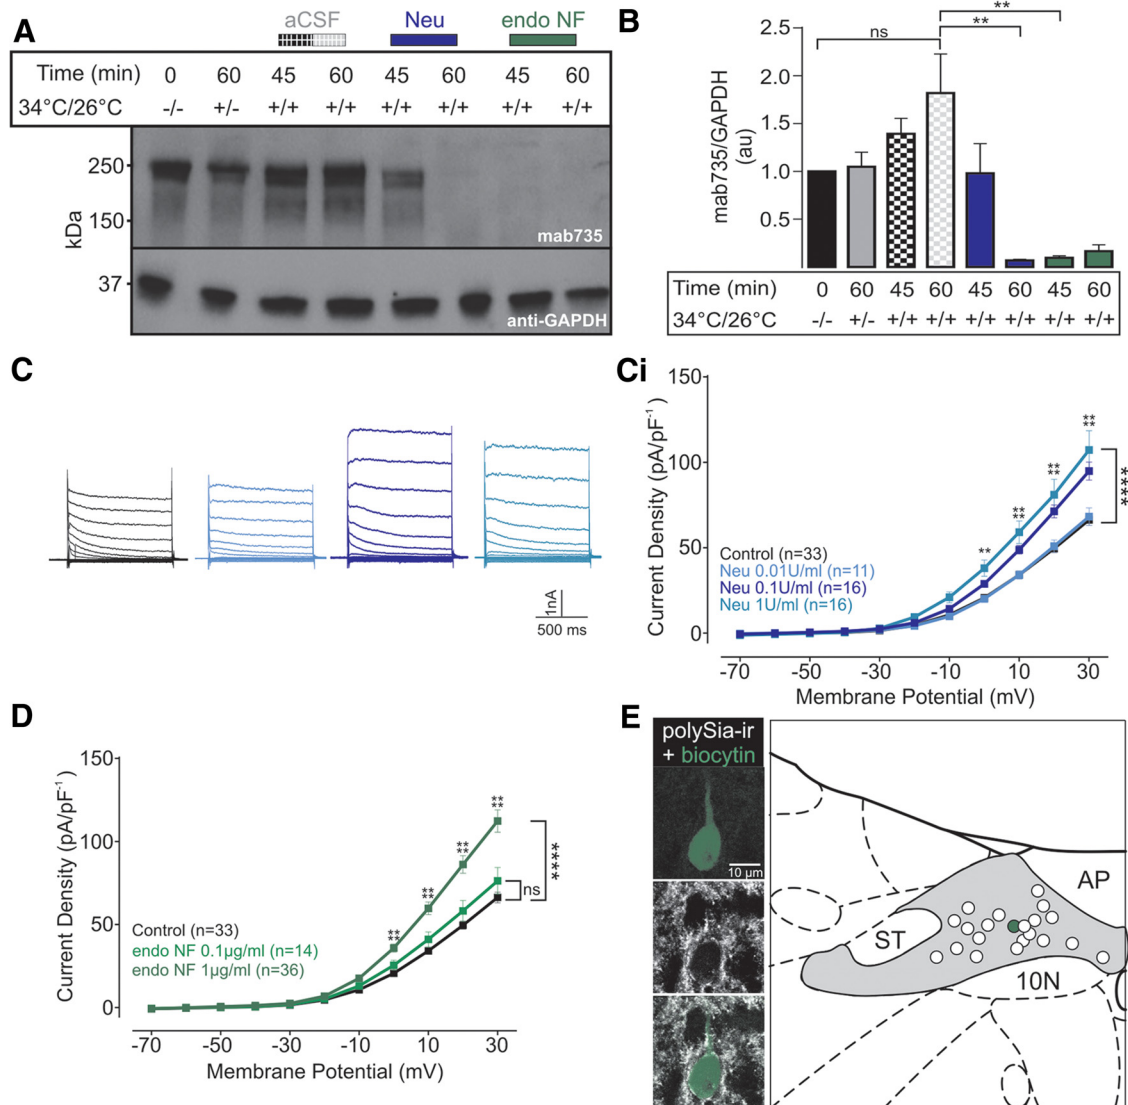 A
aCSF Neu endo NF
Time (min) 0 60 45 60 45 60 45 60
34°C/26°C -/- +/- +/+ +/+ +/+ +/+ +/+ +/+
250
150
kDa
mab735
37
anti-GAPDH
B
ns ** **
2.5
2.0
1.5
1.0
0.5
mab735/GAPDH
(au)
Time (min) 0 60 45 60 45 60 45 60
34°C/26°C -/- +/- +/+ +/+ +/+ +/+ +/+ +/+
C
1nA
500 ms
Ci
150
100
50
0
Current Density (pA/pF⁻¹)
** ** ** ** ** ** **
****
Control (n=33)
Neu 0.01U/ml (n=11)
Neu 0.1U/ml (n=16)
Neu 1U/ml (n=16)
-70 -50 -30 -10 10 30
Membrane Potential (mV)
D
150
100
50
0
Current Density (pA/pF⁻¹)
** ** ** ** ** ** ** **
ns
****
Control (n=33)
endo NF 0.1µg/ml (n=14)
endo NF 1µg/ml (n=36)
-70 -50 -30 -10 10 30
Membrane Potential (mV)
E
polySia-ir
+ biocytin
10 µm
AP
ST
10N